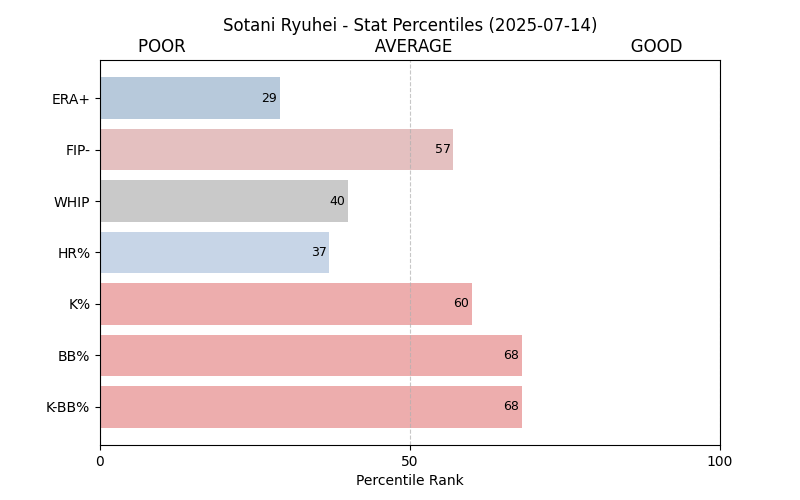 Sotani Ryuhei - Stat Percentiles (2025-07-14)
POOR AVERAGE GOOD
ERA+ 29
FIP- 57
WHIP 40
HR% 37
K% 60
BB% 68
K-BB% 68
0 50 100
Percentile Rank